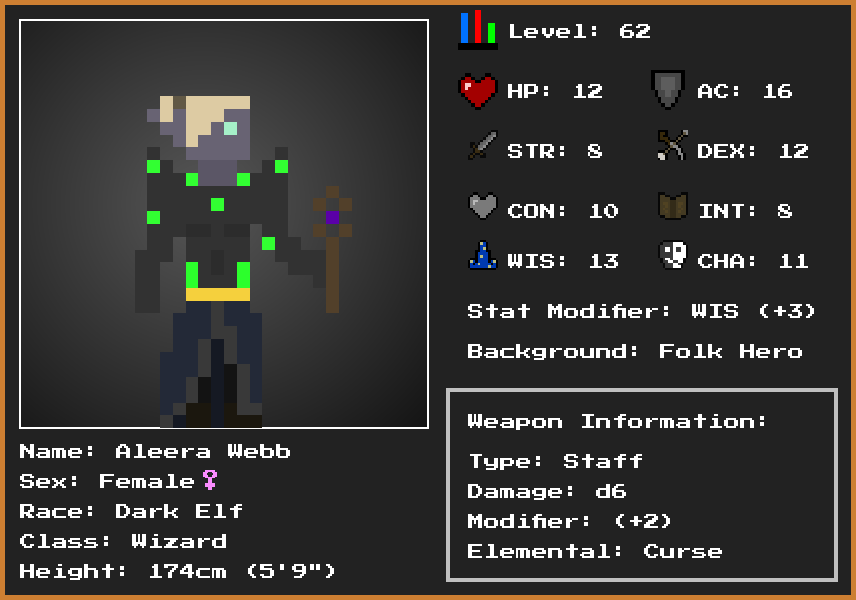 Level: 62
HP: 12 AC: 16
STR: 8 DEX: 12
CON: 10 INT: 8
WIS: 13 CHA: 11
Stat Modifier: WIS (+3)
Background: Folk Hero
Weapon Information:
Type: Staff
Damage: d6
Modifier: (+2)
Elemental: Curse
Name: Aleera Webb
Sex: Female♀
Race: Dark Elf
Class: Wizard
Height: 174cm (5'9")